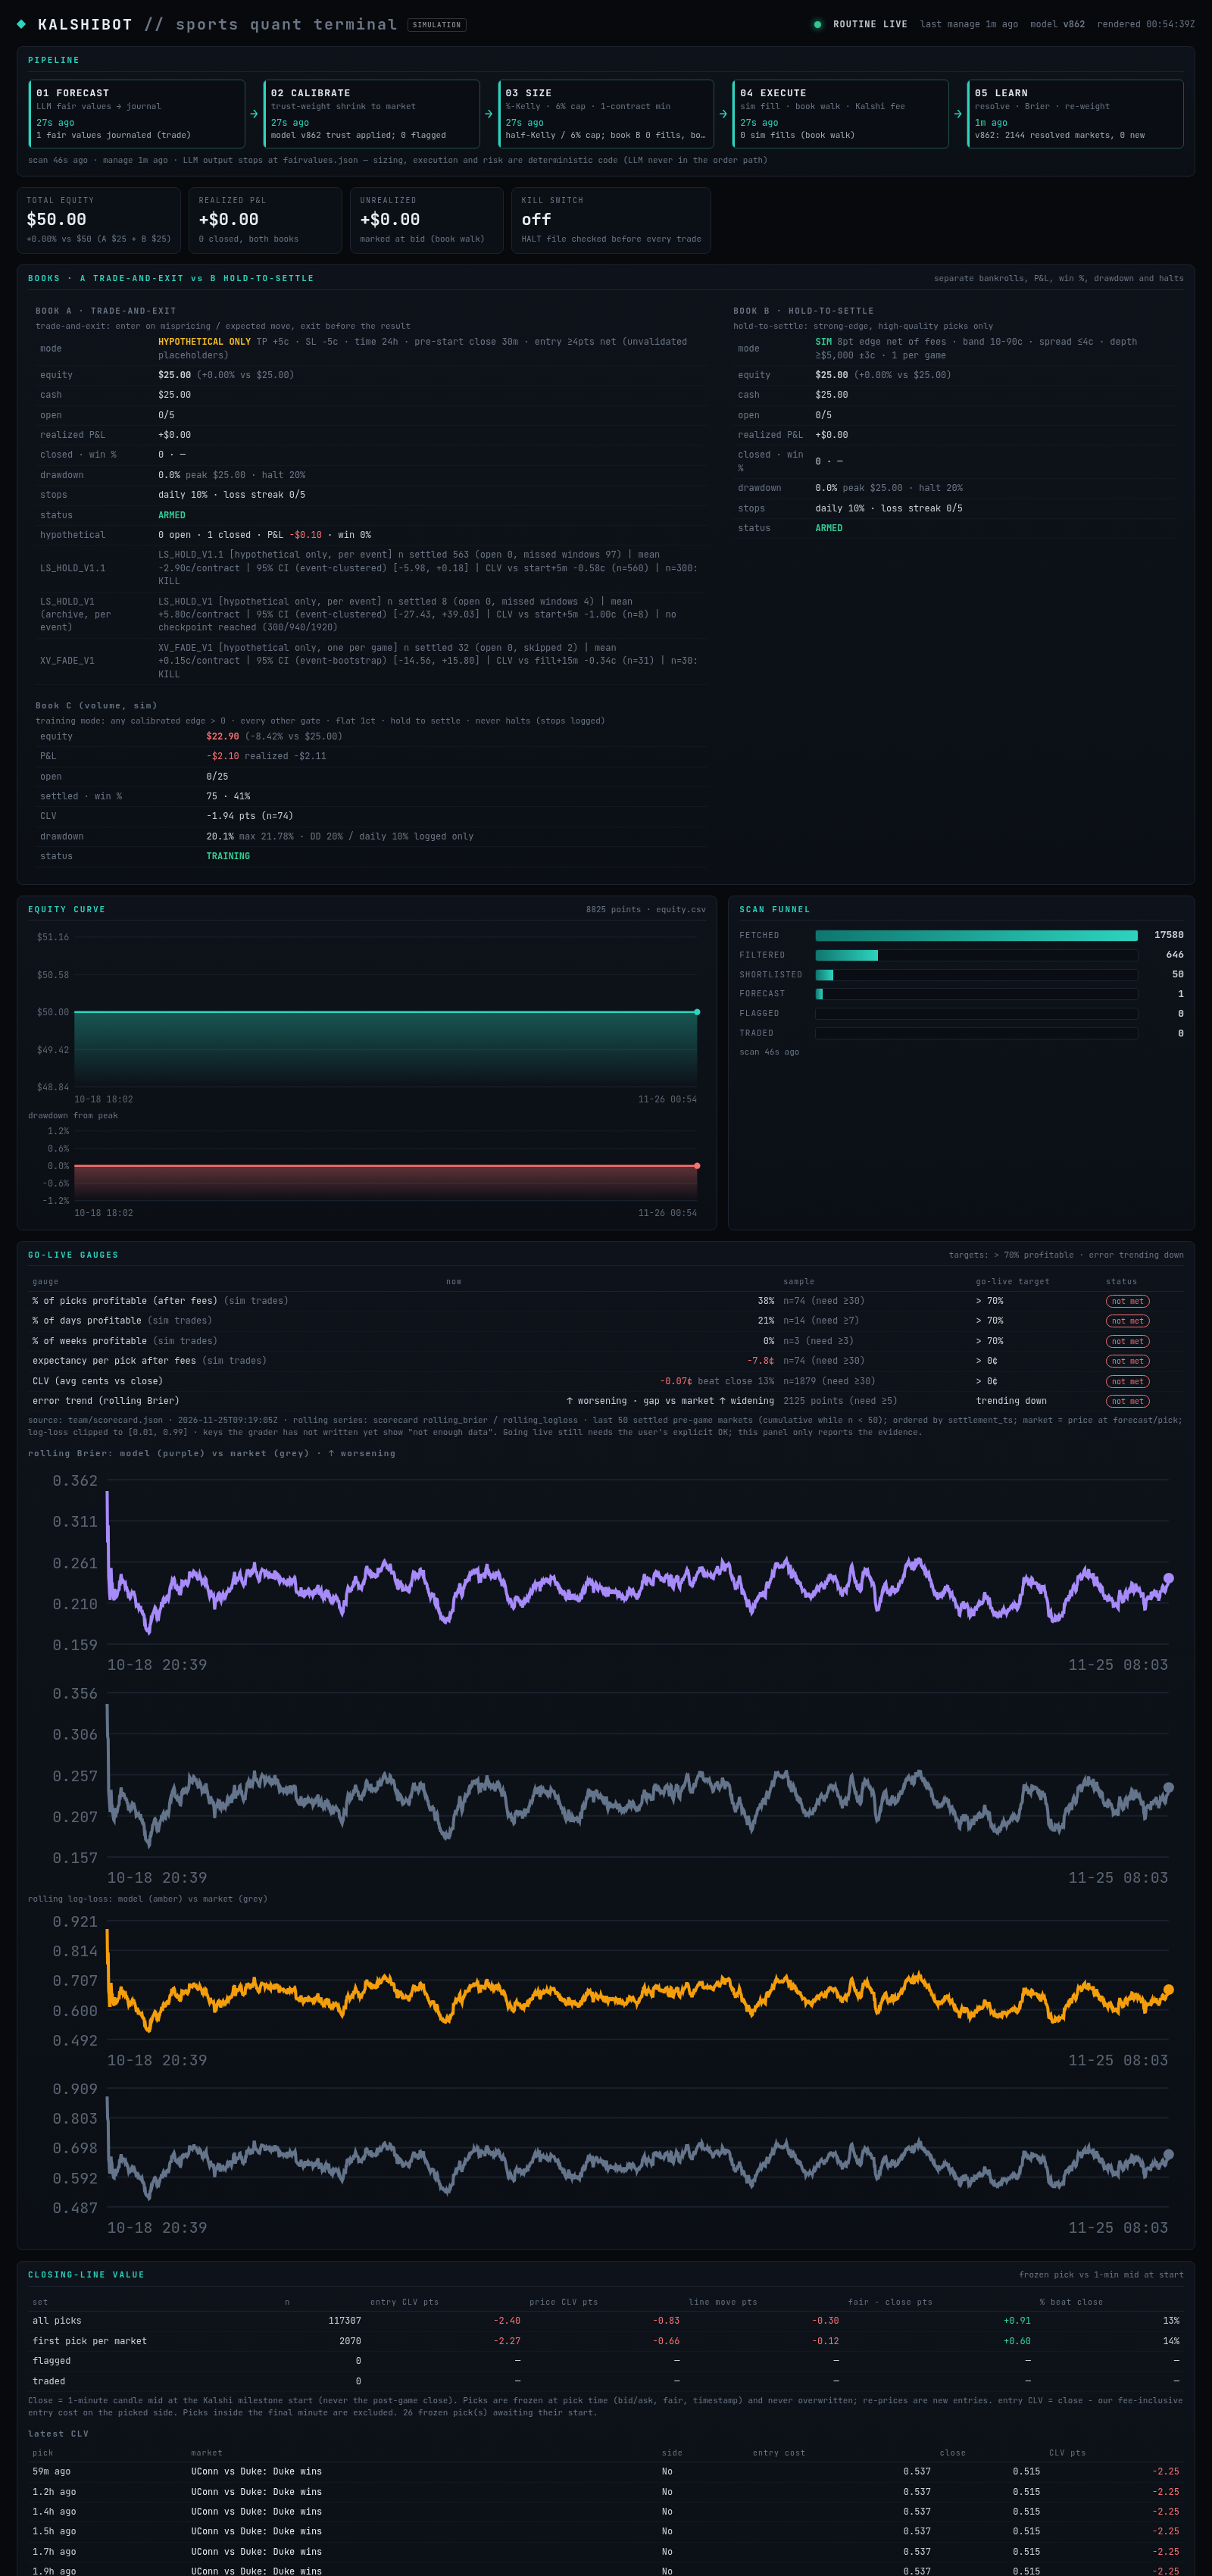 ◆ KALSHIBOT // sports quant terminal SIMULATION
ROUTINE LIVE last manage 1m ago model v862 rendered 00:54:39Z
PIPELINE
01 FORECAST
LLM fair values → journal
27s ago
1 fair values journaled (trade)
→
02 CALIBRATE
trust-weight shrink to market
27s ago
model v862 trust applied; 0 flagged
→
03 SIZE
½-Kelly · 6% cap · 1-contract min
27s ago
half-Kelly / 6% cap; book B 0 fills, bo…
→
04 EXECUTE
sim fill · book walk · Kalshi fee
27s ago
0 sim fills (book walk)
→
05 LEARN
resolve · Brier · re-weight
1m ago
v862: 2144 resolved markets, 0 new
scan 46s ago · manage 1m ago · LLM output stops at fairvalues.json — sizing, execution and risk are deterministic code (LLM never in the order path)
TOTAL EQUITY
$50.00
+0.00% vs $50 (A $25 + B $25)
REALIZED P&L
+$0.00
0 closed, both books
UNREALIZED
+$0.00
marked at bid (book walk)
KILL SWITCH
off
HALT file checked before every trade
BOOKS · A TRADE-AND-EXIT vs B HOLD-TO-SETTLE
separate bankrolls, P&L, win %, drawdown and halts
BOOK A · TRADE-AND-EXIT
trade-and-exit: enter on mispricing / expected move, exit before the result
mode HYPOTHETICAL ONLY TP +5c · SL -5c · time 24h · pre-start close 30m · entry ≥4pts net (unvalidated
placeholders)
equity $25.00 (+0.00% vs $25.00)
cash $25.00
open 0/5
realized P&L +$0.00
closed · win % 0 · —
drawdown 0.0% peak $25.00 · halt 20%
stops daily 10% · loss streak 0/5
status ARMED
hypothetical 0 open · 1 closed · P&L -$0.10 · win 0%
LS_HOLD_V1.1 LS_HOLD_V1.1 [hypothetical only, per event] n settled 563 (open 0, missed windows 97) | mean
-2.90c/contract | 95% CI (event-clustered) [-5.98, +0.18] | CLV vs start+5m -0.58c (n=560) | n=300:
KILL
LS_HOLD_V1 (archive, per event) LS_HOLD_V1 [hypothetical only, per event] n settled 8 (open 0, missed windows 4) | mean
+5.80c/contract | 95% CI (event-clustered) [-27.43, +39.03] | CLV vs start+5m -1.00c (n=8) | no
checkpoint reached (300/940/1920)
XV_FADE_V1 XV_FADE_V1 [hypothetical only, one per game] n settled 32 (open 0, skipped 2) | mean
+0.15c/contract | 95% CI (event-bootstrap) [-14.56, +15.80] | CLV vs fill+15m -0.34c (n=31) | n=30:
KILL
BOOK B · HOLD-TO-SETTLE
hold-to-settle: strong-edge, high-quality picks only
mode SIM 8pt edge net of fees · band 10-90c · spread ≤4c · depth
≥$5,000 ±3c · 1 per game
equity $25.00 (+0.00% vs $25.00)
cash $25.00
open 0/5
realized P&L +$0.00
closed · win % 0 · —
drawdown 0.0% peak $25.00 · halt 20%
stops daily 10% · loss streak 0/5
status ARMED
Book C (volume, sim)
training mode: any calibrated edge > 0 · every other gate · flat 1ct · hold to settle · never halts (stops logged)
equity $22.90 (-8.42% vs $25.00)
P&L -$2.10 realized -$2.11
open 0/25
settled · win % 75 · 41%
CLV -1.94 pts (n=74)
drawdown 20.1% max 21.78% · DD 20% / daily 10% logged only
status TRAINING
EQUITY CURVE
8825 points · equity.csv
$51.16
$50.58
$50.00
$49.42
$48.84
10-18 18:02 11-26 00:54
drawdown from peak
1.2%
0.6%
0.0%
-0.6%
-1.2%
10-18 18:02 11-26 00:54
SCAN FUNNEL
FETCHED 17580
FILTERED 646
SHORTLISTED 50
FORECAST 1
FLAGGED 0
TRADED 0
scan 46s ago
GO-LIVE GAUGES
targets: > 70% profitable · error trending down
gauge now sample go-live target status
% of picks profitable (after fees) (sim trades) 38% n=74 (need ≥30) > 70% not met
% of days profitable (sim trades) 21% n=14 (need ≥7) > 70% not met
% of weeks profitable (sim trades) 0% n=3 (need ≥3) > 70% not met
expectancy per pick after fees (sim trades) -7.8¢ n=74 (need ≥30) > 0¢ not met
CLV (avg cents vs close) -0.07¢ beat close 13% n=1879 (need ≥30) > 0¢ not met
error trend (rolling Brier) ↑ worsening · gap vs market ↑ widening 2125 points (need ≥5) trending down not met
source: team/scorecard.json · 2026-11-25T09:19:05Z · rolling series: scorecard rolling_brier / rolling_logloss · last 50 settled pre-game markets (cumulative while n < 50); ordered by settlement_ts; market = price at forecast/pick;
log-loss clipped to [0.01, 0.99] · keys the grader has not written yet show "not enough data". Going live still needs the user's explicit OK; this panel only reports the evidence.
rolling Brier: model (purple) vs market (grey) · ↑ worsening
0.362
0.311
0.261
0.210
0.159
10-18 20:39 11-25 08:03
0.356
0.306
0.257
0.207
0.157
10-18 20:39 11-25 08:03
rolling log-loss: model (amber) vs market (grey)
0.921
0.814
0.707
0.600
0.492
10-18 20:39 11-25 08:03
0.909
0.803
0.698
0.592
0.487
10-18 20:39 11-25 08:03
CLOSING-LINE VALUE
frozen pick vs 1-min mid at start
set n entry CLV pts price CLV pts line move pts fair - close pts % beat close
all picks 117307 -2.40 -0.83 -0.30 +0.91 13%
first pick per market 2070 -2.27 -0.66 -0.12 +0.60 14%
flagged 0 — — — — —
traded 0 — — — — —
Close = 1-minute candle mid at the Kalshi milestone start (never the post-game close). Picks are frozen at pick time (bid/ask, fair, timestamp) and never overwritten; re-prices are new entries. entry CLV = close - our fee-inclusive
entry cost on the picked side. Picks inside the final minute are excluded. 26 frozen pick(s) awaiting their start.
latest CLV
pick market side entry cost close CLV pts
59m ago UConn vs Duke: Duke wins No 0.537 0.515 -2.25
1.2h ago UConn vs Duke: Duke wins No 0.537 0.515 -2.25
1.4h ago UConn vs Duke: Duke wins No 0.537 0.515 -2.25
1.5h ago UConn vs Duke: Duke wins No 0.537 0.515 -2.25
1.7h ago UConn vs Duke: Duke wins No 0.537 0.515 -2.25
1.9h ago UConn vs Duke: Duke wins No 0.537 0.515 -2.25